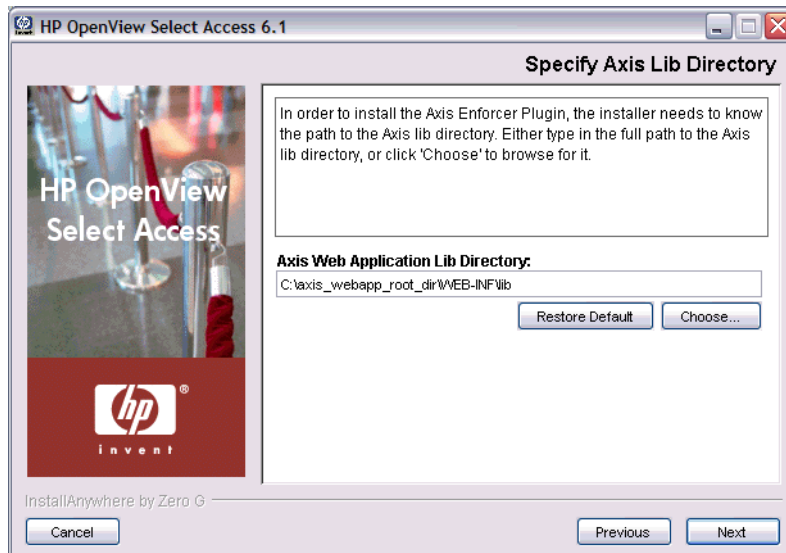 HP OpenView Select Access 6.1
Specify Axis Lib Directory
In order to install the Axis Enforcer Plugin, the installer needs to know
the path to the Axis lib directory. Either type in the full path to the Axis
lib directory, or click 'Choose' to browse for it.
HP OpenView
Select Access
Axis Web Application Lib Directory:
C:\axis_webapp_root_dir\WEB-INF\lib
Restore Default
Choose...
hp
®
invent
InstallAnywhere by Zero G
Cancel
Previous
Next